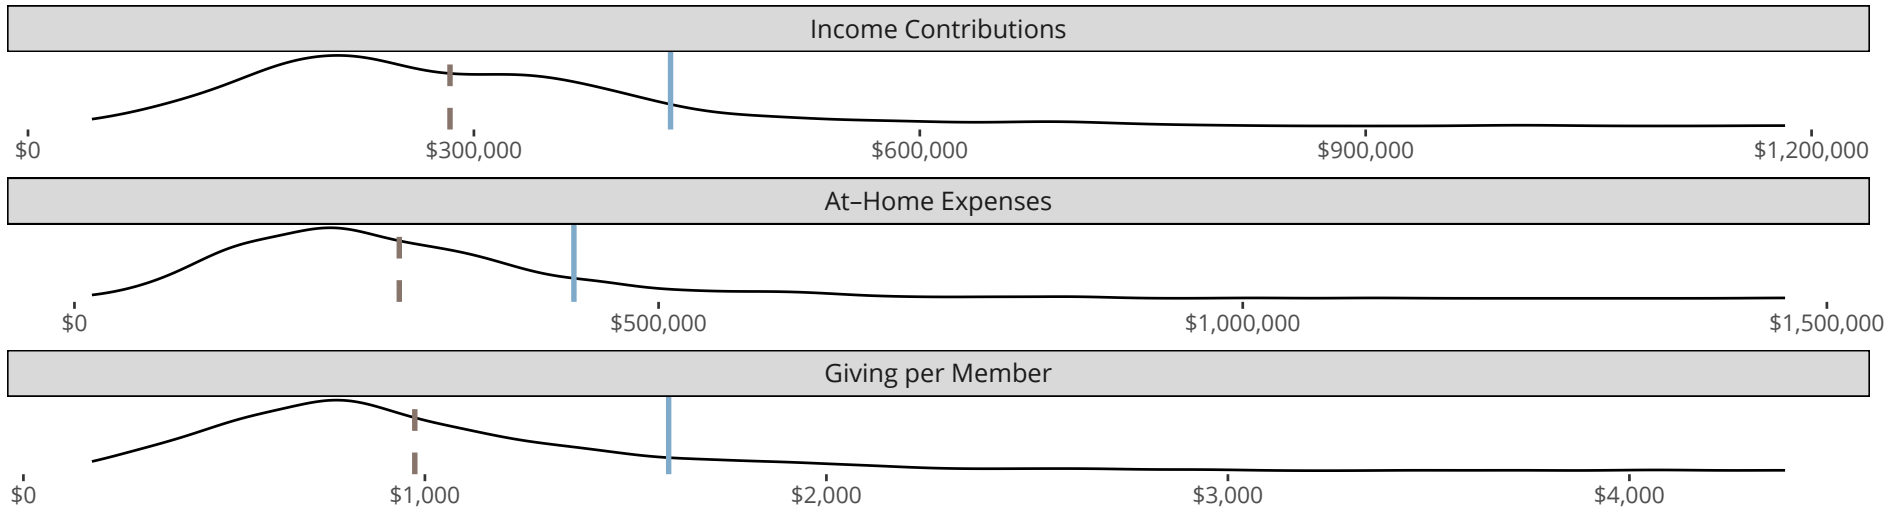 Income Contributions
$0 $300,000 $600,000 $900,000 $1,200,000
At–Home Expenses
$0 $500,000 $1,000,000 $1,500,000
Giving per Member
$0 $1,000 $2,000 $3,000 $4,000